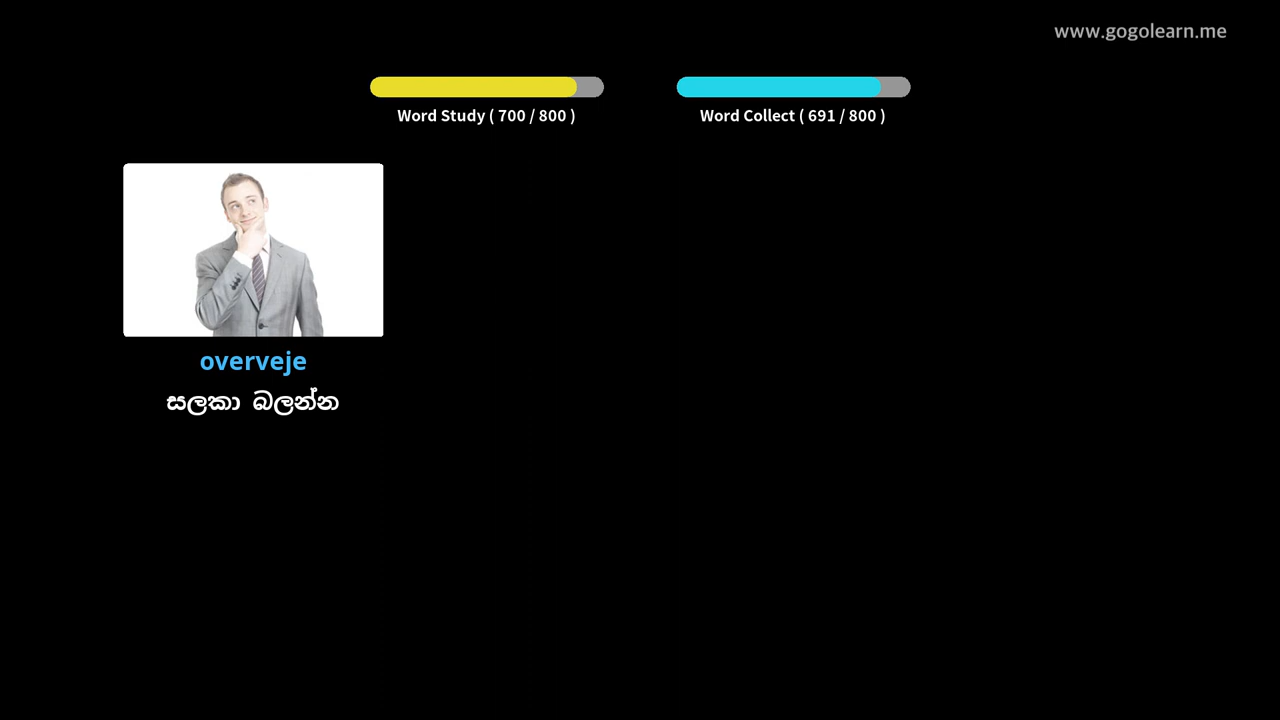 www.gogolearn.me
Word Study ( 700 / 800 )
Word Collect ( 691 / 800 )
overveje
සලකා බලන්න